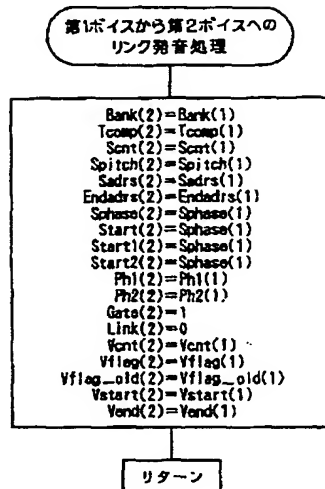 第1ボイスから第2ボイスへの
リンク発音処理
Bank(2)=Bank(1)
Tcomp(2)=Tcomp(1)
Scnt(2)=Scnt(1)
Spitch(2)=Spitch(1)
Sadrs(2)=Sadrs(1)
Endadrs(2)=Endadrs(1)
Sphase(2)=Sphase(1)
Start(2)=Sphase(1)
Start1(2)=Sphase(1)
Start2(2)=Sphase(1)
Ph1(2)=Ph1(1)
Ph2(2)=Ph2(1)
Gate(2)=1
Link(2)=0
Vcnt(2)=Vcnt(1)
Vflag(2)=Vflag(1)
Vflag_old(2)=Vflag_old(1)
Vstart(2)=Vstart(1)
Vend(2)=Vend(1)
リターン